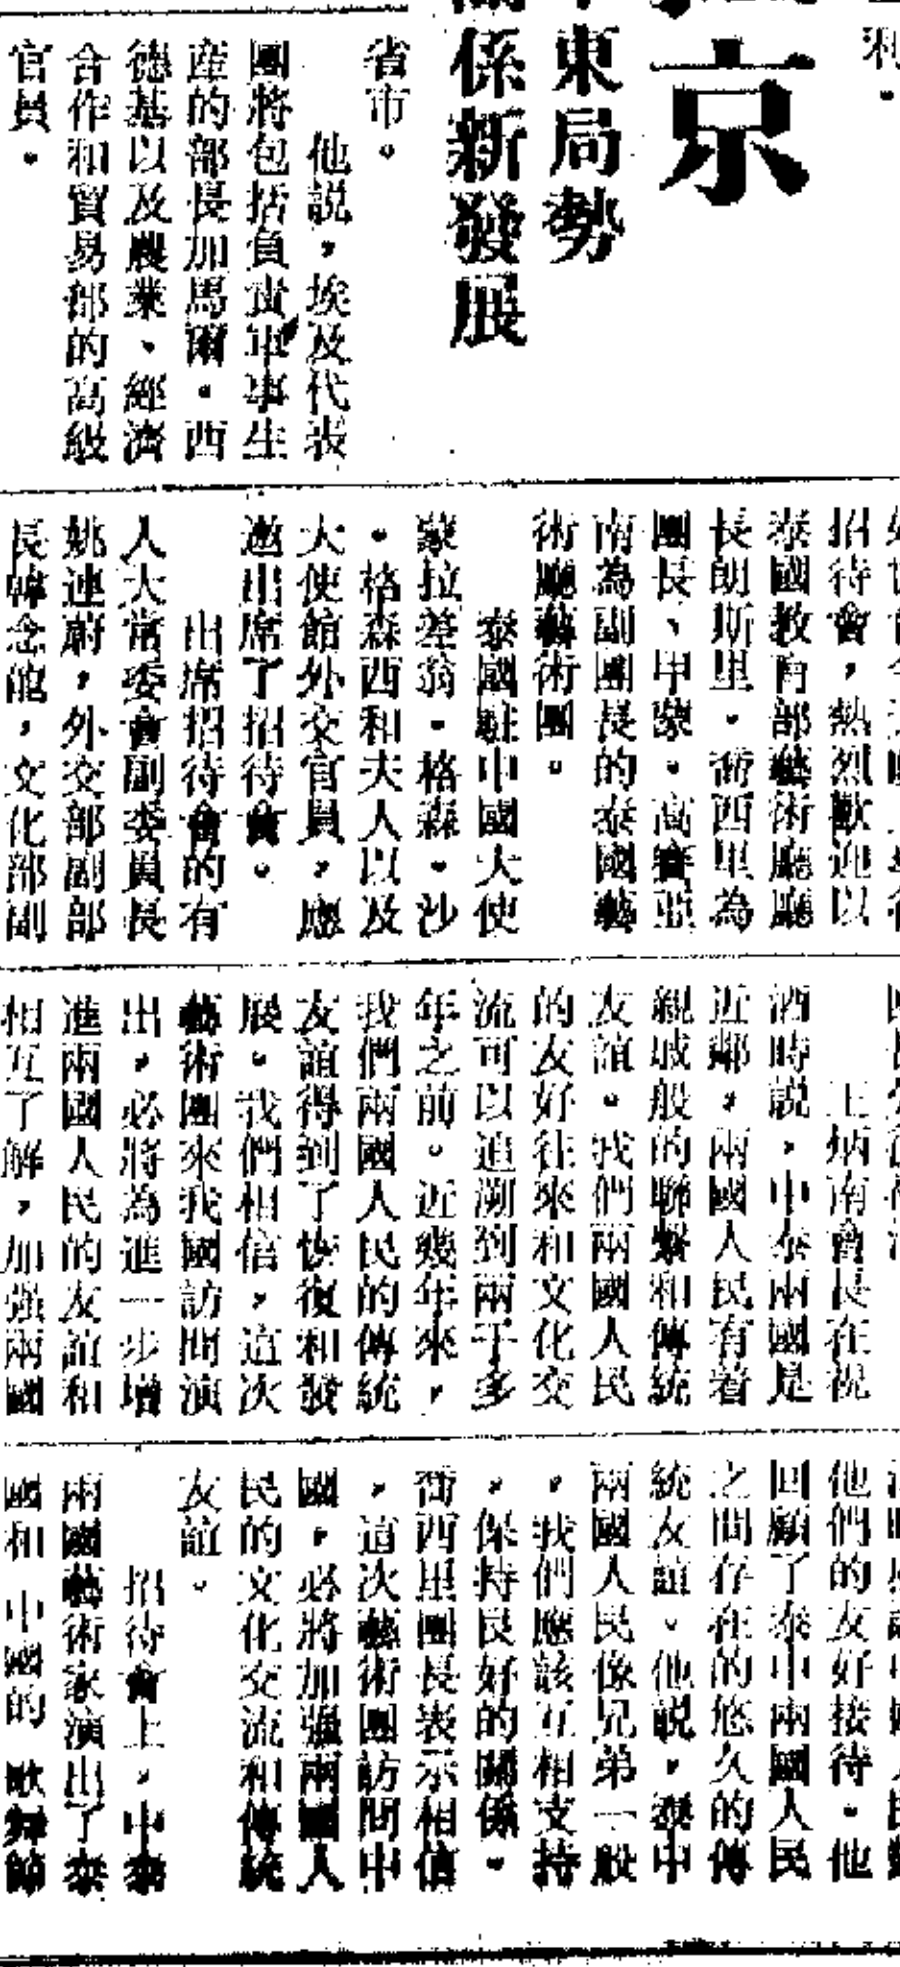 利。
京
東局勢
係新發展
省市。
他説，埃及代表
團將包括負責軍事生
産的部長加馬爾·西
德基以及農業、經濟
合作和貿易部的高級
官員。
招待會，熱烈歡迎以
泰國教育部藝術廳廳
長朗斯里·西里為
團長、甲蒙·高亞
南為副團長的泰國藝
術廳藝術團。
泰國駐中國大使
蒙拉差翁·格森·沙
·格森西和夫人以及
大使館外交官員，應
邀出席了招待會。
出席招待會的有
人大常委會副委員長
姚連蔚，外交部副部
長韓念龍，文化部副
王炳南會長在祝
酒時説，中泰兩國是
近鄰，兩國人民有着
親戚般的聯繫和傳統
友誼。我們兩國人民
的友好往來和文化交
流可以追溯到兩千多
年之前。近幾年來，
我們兩國人民的傳統
友誼得到了恢復和發
展。我們相信，這次
藝術團來我國訪問演
出，必將為進一步增
進兩國人民的友誼和
相互了解，加强兩國
他們的友好接待。他
回顧了泰中兩國人民
之間存在的悠久的傳
統友誼。他説，泰中
兩國人民像兄弟一般
，我們應該互相支持
，保持良好的關係。
西里團長表示相信
，這次藝術團訪問中
國，必將加强兩國人
民的文化交流和傳統
友誼。
招待會上，中泰
兩國藝術家演出了泰
國和中國的歌舞節